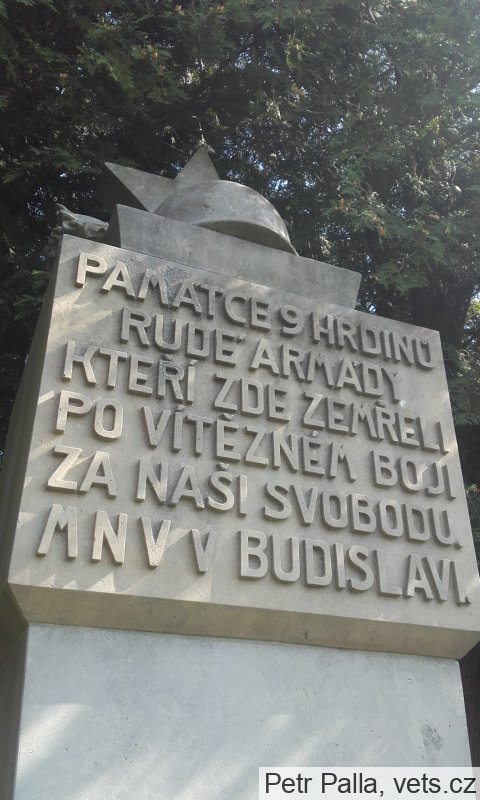 PAMÁTCE 9 HRDINŮ
RUDÉ ARMÁDY,
KTEŘÍ ZDE ZEMŘELI
PO VÍTĚZNÉM BOJI
ZA NAŠI SVOBODU.
MNV V BUDISLAVI.
Petr Palla, vets.cz